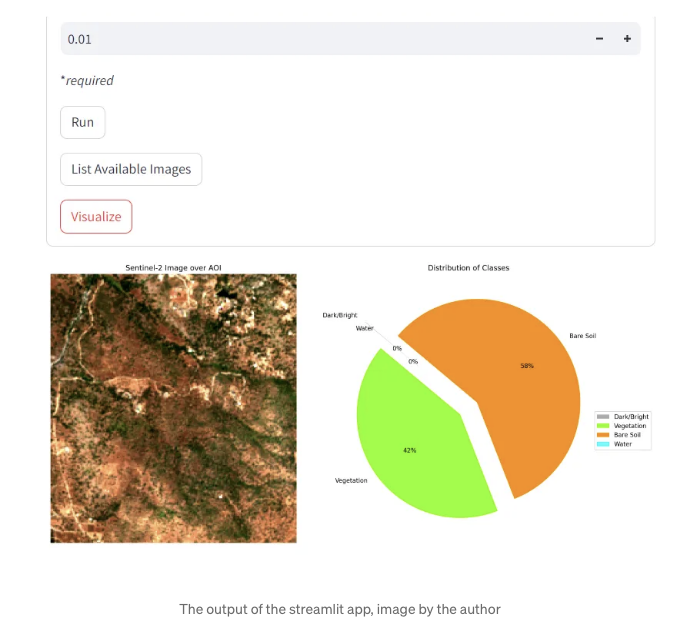 0.01
− +
*required
Run
List Available Images
Visualize
Sentinel-2 Image over AOI
Distribution of Classes
Dark/Bright
Water
0%
0%
Bare Soil
58%
42%
Vegetation
Dark/Bright
Vegetation
Bare Soil
Water
The output of the streamlit app, image by the author